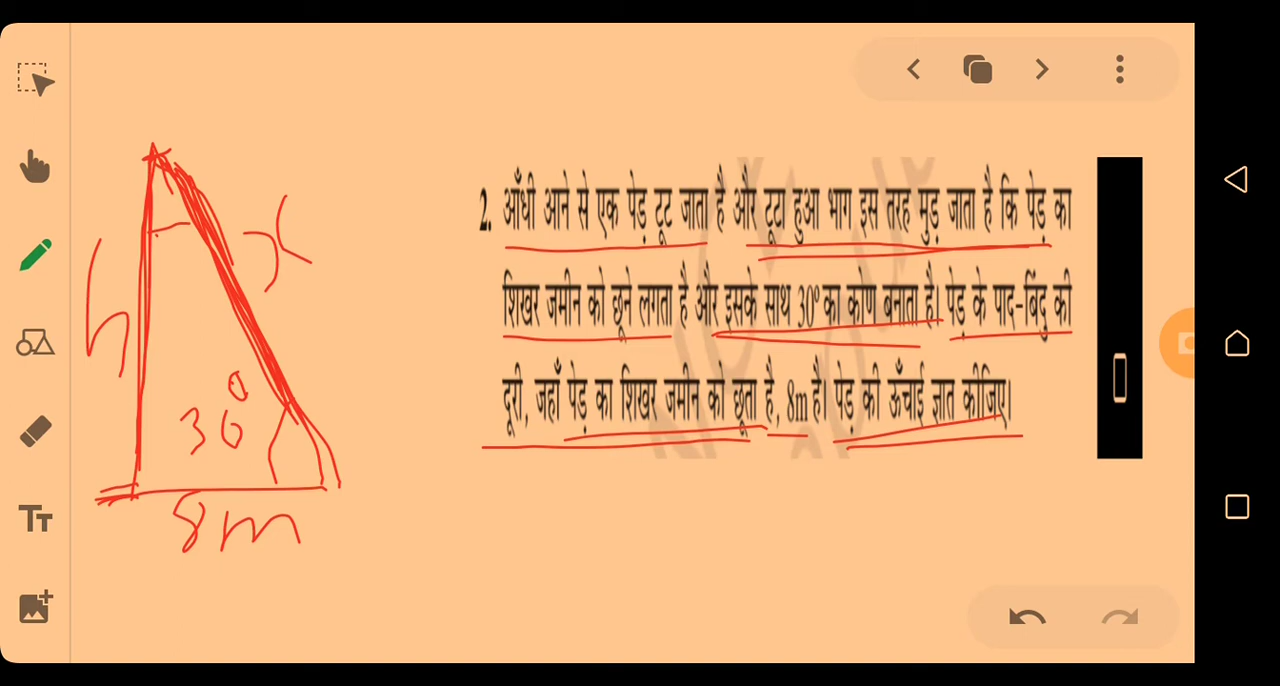 2. आँधी आने से एक पेड़ टूट जाता है और टूटा हुआ भाग इस तरह मुड़ जाता है कि पेड़ का
शिखर जमीन को छूने लगता है और इसके साथ 30° का कोण बनाता है। पेड़ के पाद-बिंदु की
दूरी, जहाँ पेड़ का शिखर जमीन को छूता है, 8m है। पेड़ की ऊँचाई ज्ञात कीजिए।
h
x
30°
8m
Tт